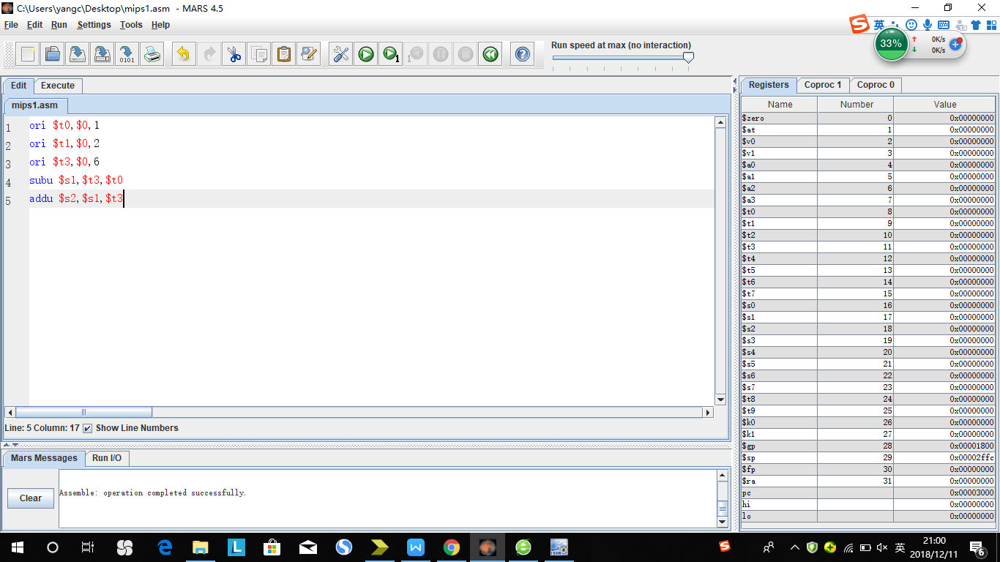 C:\Users\yangc\Desktop\mips1.asm - MARS 4.5
File Edit Run Settings Tools Help
英
33% 0K/s
0K/s
0101
1
1
Run speed at max (no interaction)
Edit Execute
mips1.asm
1 ori $t0,$0,1
2 ori $t1,$0,2
3 ori $t3,$0,6
4 subu $s1,$t3,$t0
5 addu $s2,$s1,$t3
Line: 5 Column: 17 Show Line Numbers
Mars Messages Run I/O
Clear
Assemble: operation completed successfully.
Registers Coproc 1 Coproc 0
Name Number Value
$zero 0 0x00000000
$at 1 0x00000000
$v0 2 0x00000000
$v1 3 0x00000000
$a0 4 0x00000000
$a1 5 0x00000000
$a2 6 0x00000000
$a3 7 0x00000000
$t0 8 0x00000000
$t1 9 0x00000000
$t2 10 0x00000000
$t3 11 0x00000000
$t4 12 0x00000000
$t5 13 0x00000000
$t6 14 0x00000000
$t7 15 0x00000000
$s0 16 0x00000000
$s1 17 0x00000000
$s2 18 0x00000000
$s3 19 0x00000000
$s4 20 0x00000000
$s5 21 0x00000000
$s6 22 0x00000000
$s7 23 0x00000000
$t8 24 0x00000000
$t9 25 0x00000000
$k0 26 0x00000000
$k1 27 0x00000000
$gp 28 0x00001800
$sp 29 0x00002ffc
$fp 30 0x00000000
$ra 31 0x00000000
pc 0x00003000
hi 0x00000000
lo 0x00000000
英
21:00
2018/12/11
6